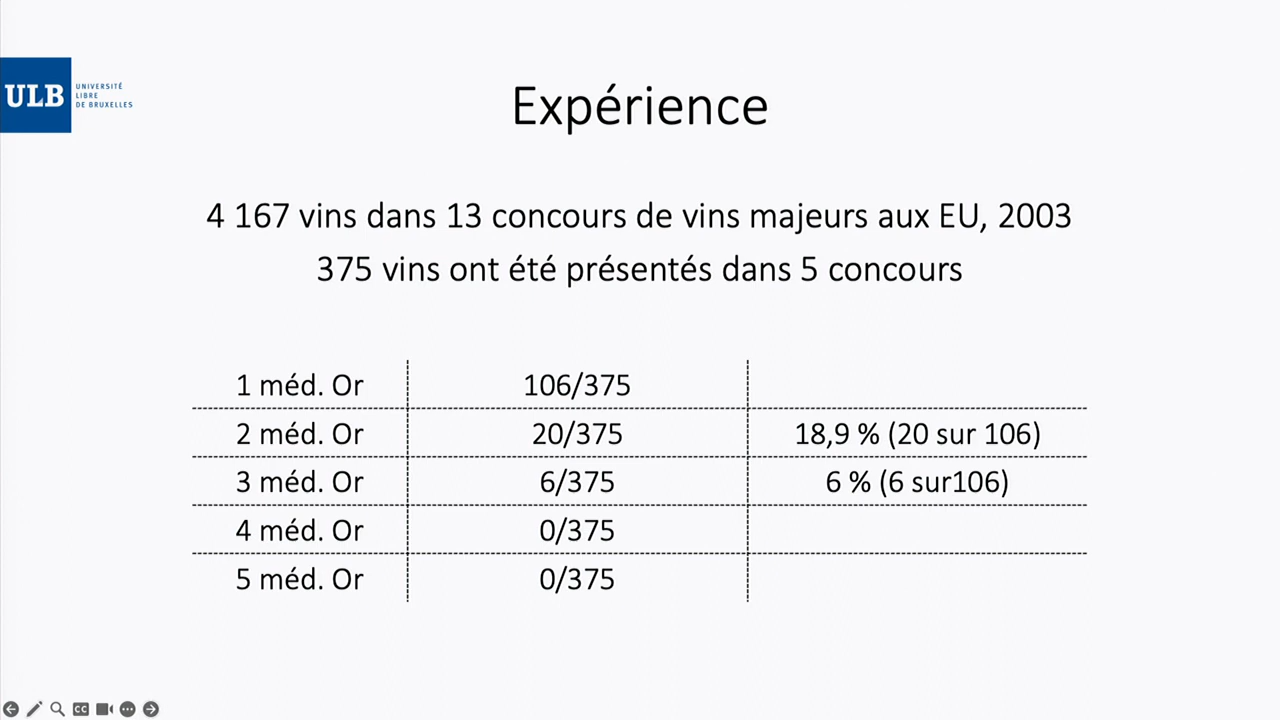 ULB
UNIVERSITÉ
LIBRE
DE BRUXELLES
Expérience
4 167 vins dans 13 concours de vins majeurs aux EU, 2003
375 vins ont été présentés dans 5 concours
1 méd. Or 106/375
2 méd. Or 20/375 18,9 % (20 sur 106)
3 méd. Or 6/375 6 % (6 sur106)
4 méd. Or 0/375
5 méd. Or 0/375
CC